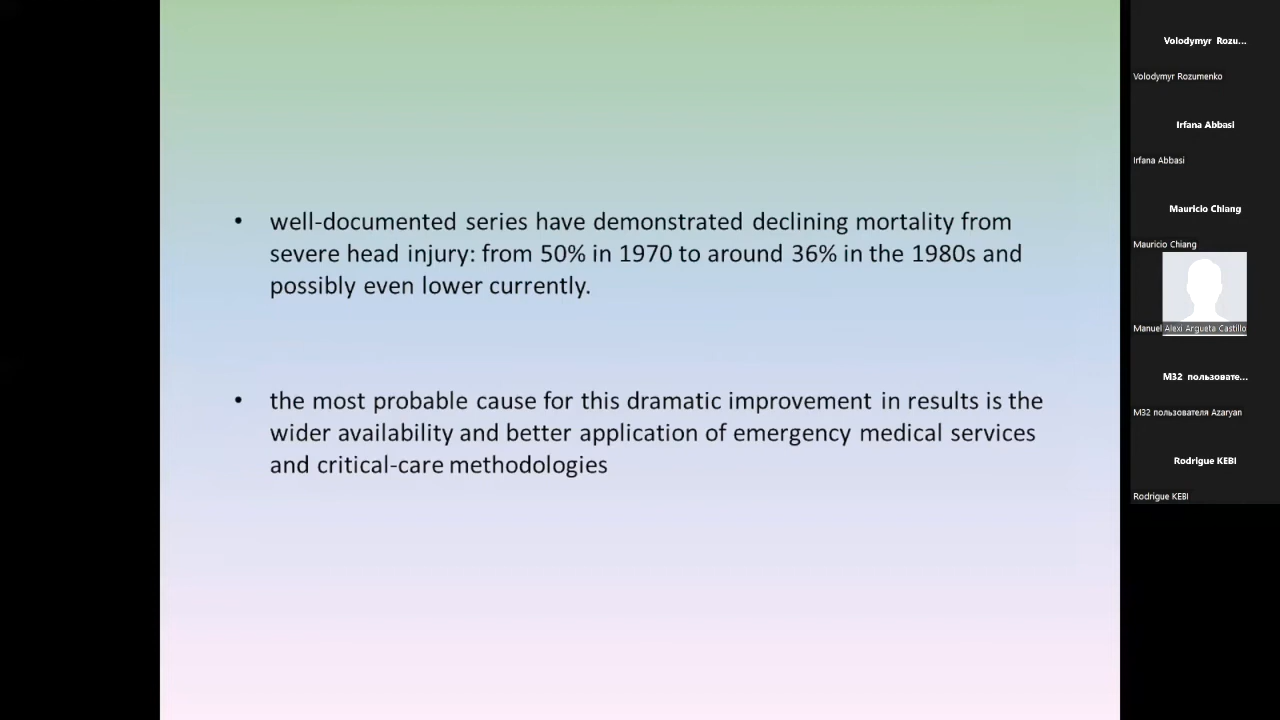 • well-documented series have demonstrated declining mortality from
severe head injury: from 50% in 1970 to around 36% in the 1980s and
possibly even lower currently.
• the most probable cause for this dramatic improvement in results is the
wider availability and better application of emergency medical services
and critical-care methodologies
Volodymyr Rozu...
Volodymyr Rozumenko
Irfana Abbasi
Irfana Abbasi
Mauricio Chiang
Mauricio Chiang
Manuel Alexi Argueta Castillo
M32 пользовате...
M32 пользователя Azaryan
Rodrigue KEBI
Rodrigue KEBI